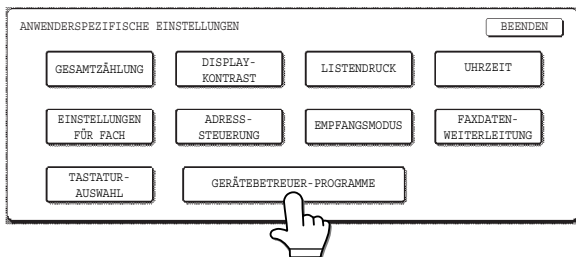 ANWENDERSPEZIFISCHE EINSTELLUNGEN
BEENDEN
GESAMTZÄHLUNG
DISPLAY-
KONTRAST
LISTENDRUCK
UHRZEIT
EINSTELLUNGEN
FÜR FACH
ADRESS-
STEUERUNG
EMPFANGSMODUS
FAXDATEN-
WEITERLEITUNG
TASTATUR-
AUSWAHL
GERÄTEBETREUER-PROGRAMME